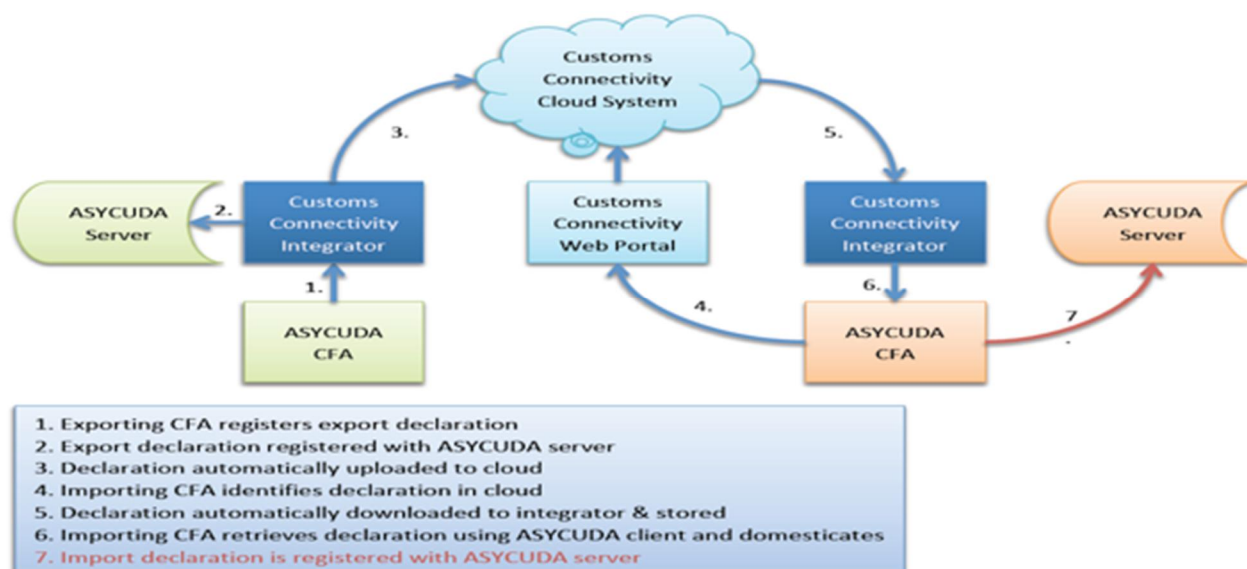 Customs
Connectivity
Cloud System
3.
5.
ASYCUDA
Server
2.
Customs
Connectivity
Integrator
Customs
Connectivity
Web Portal
Customs
Connectivity
Integrator
ASYCUDA
Server
1.
4.
6.
7
.
ASYCUDA
CFA
ASYCUDA
CFA
1. Exporting CFA registers export declaration
2. Export declaration registered with ASYCUDA server
3. Declaration automatically uploaded to cloud
4. Importing CFA identifies declaration in cloud
5. Declaration automatically downloaded to integrator & stored
6. Importing CFA retrieves declaration using ASYCUDA client and domesticates
7. Import declaration is registered with ASYCUDA server